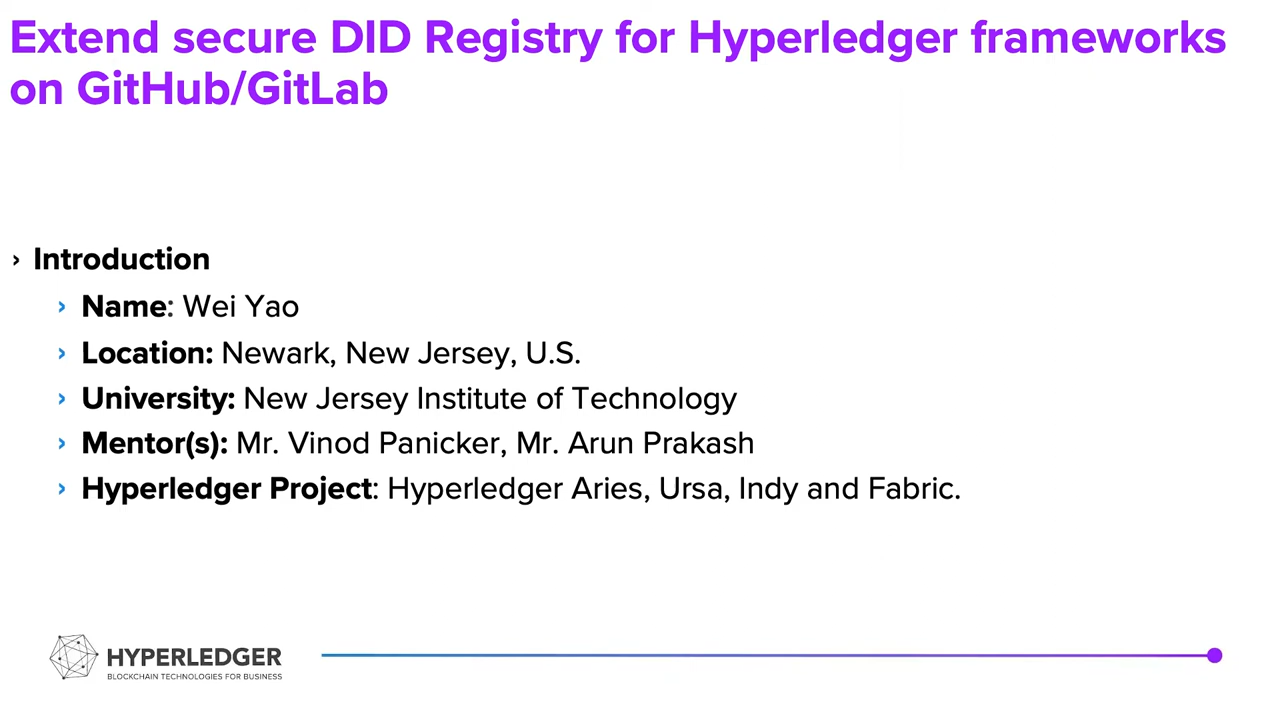 Extend secure DID Registry for Hyperledger frameworks
on GitHub/GitLab
› Introduction
› Name: Wei Yao
› Location: Newark, New Jersey, U.S.
› University: New Jersey Institute of Technology
› Mentor(s): Mr. Vinod Panicker, Mr. Arun Prakash
› Hyperledger Project: Hyperledger Aries, Ursa, Indy and Fabric.
HYPERLEDGER
BLOCKCHAIN TECHNOLOGIES FOR BUSINESS